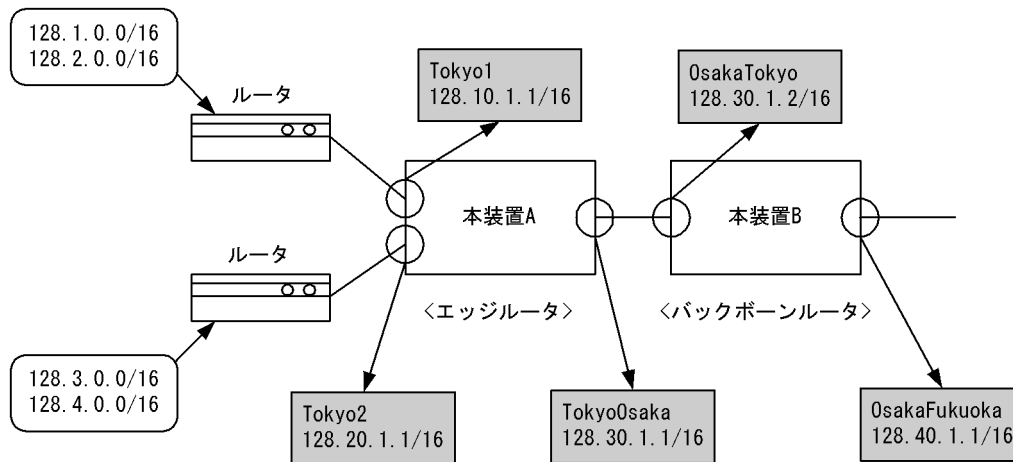 128.1.0.0/16
128.2.0.0/16
ルータ
Tokyo1
128.10.1.1/16
OsakaTokyo
128.30.1.2/16
本装置A
本装置B
ルータ
<エッジルータ>
<バックボーンルータ>
128.3.0.0/16
128.4.0.0/16
Tokyo2
128.20.1.1/16
TokyoOsaka
128.30.1.1/16
OsakaFukuoka
128.40.1.1/16